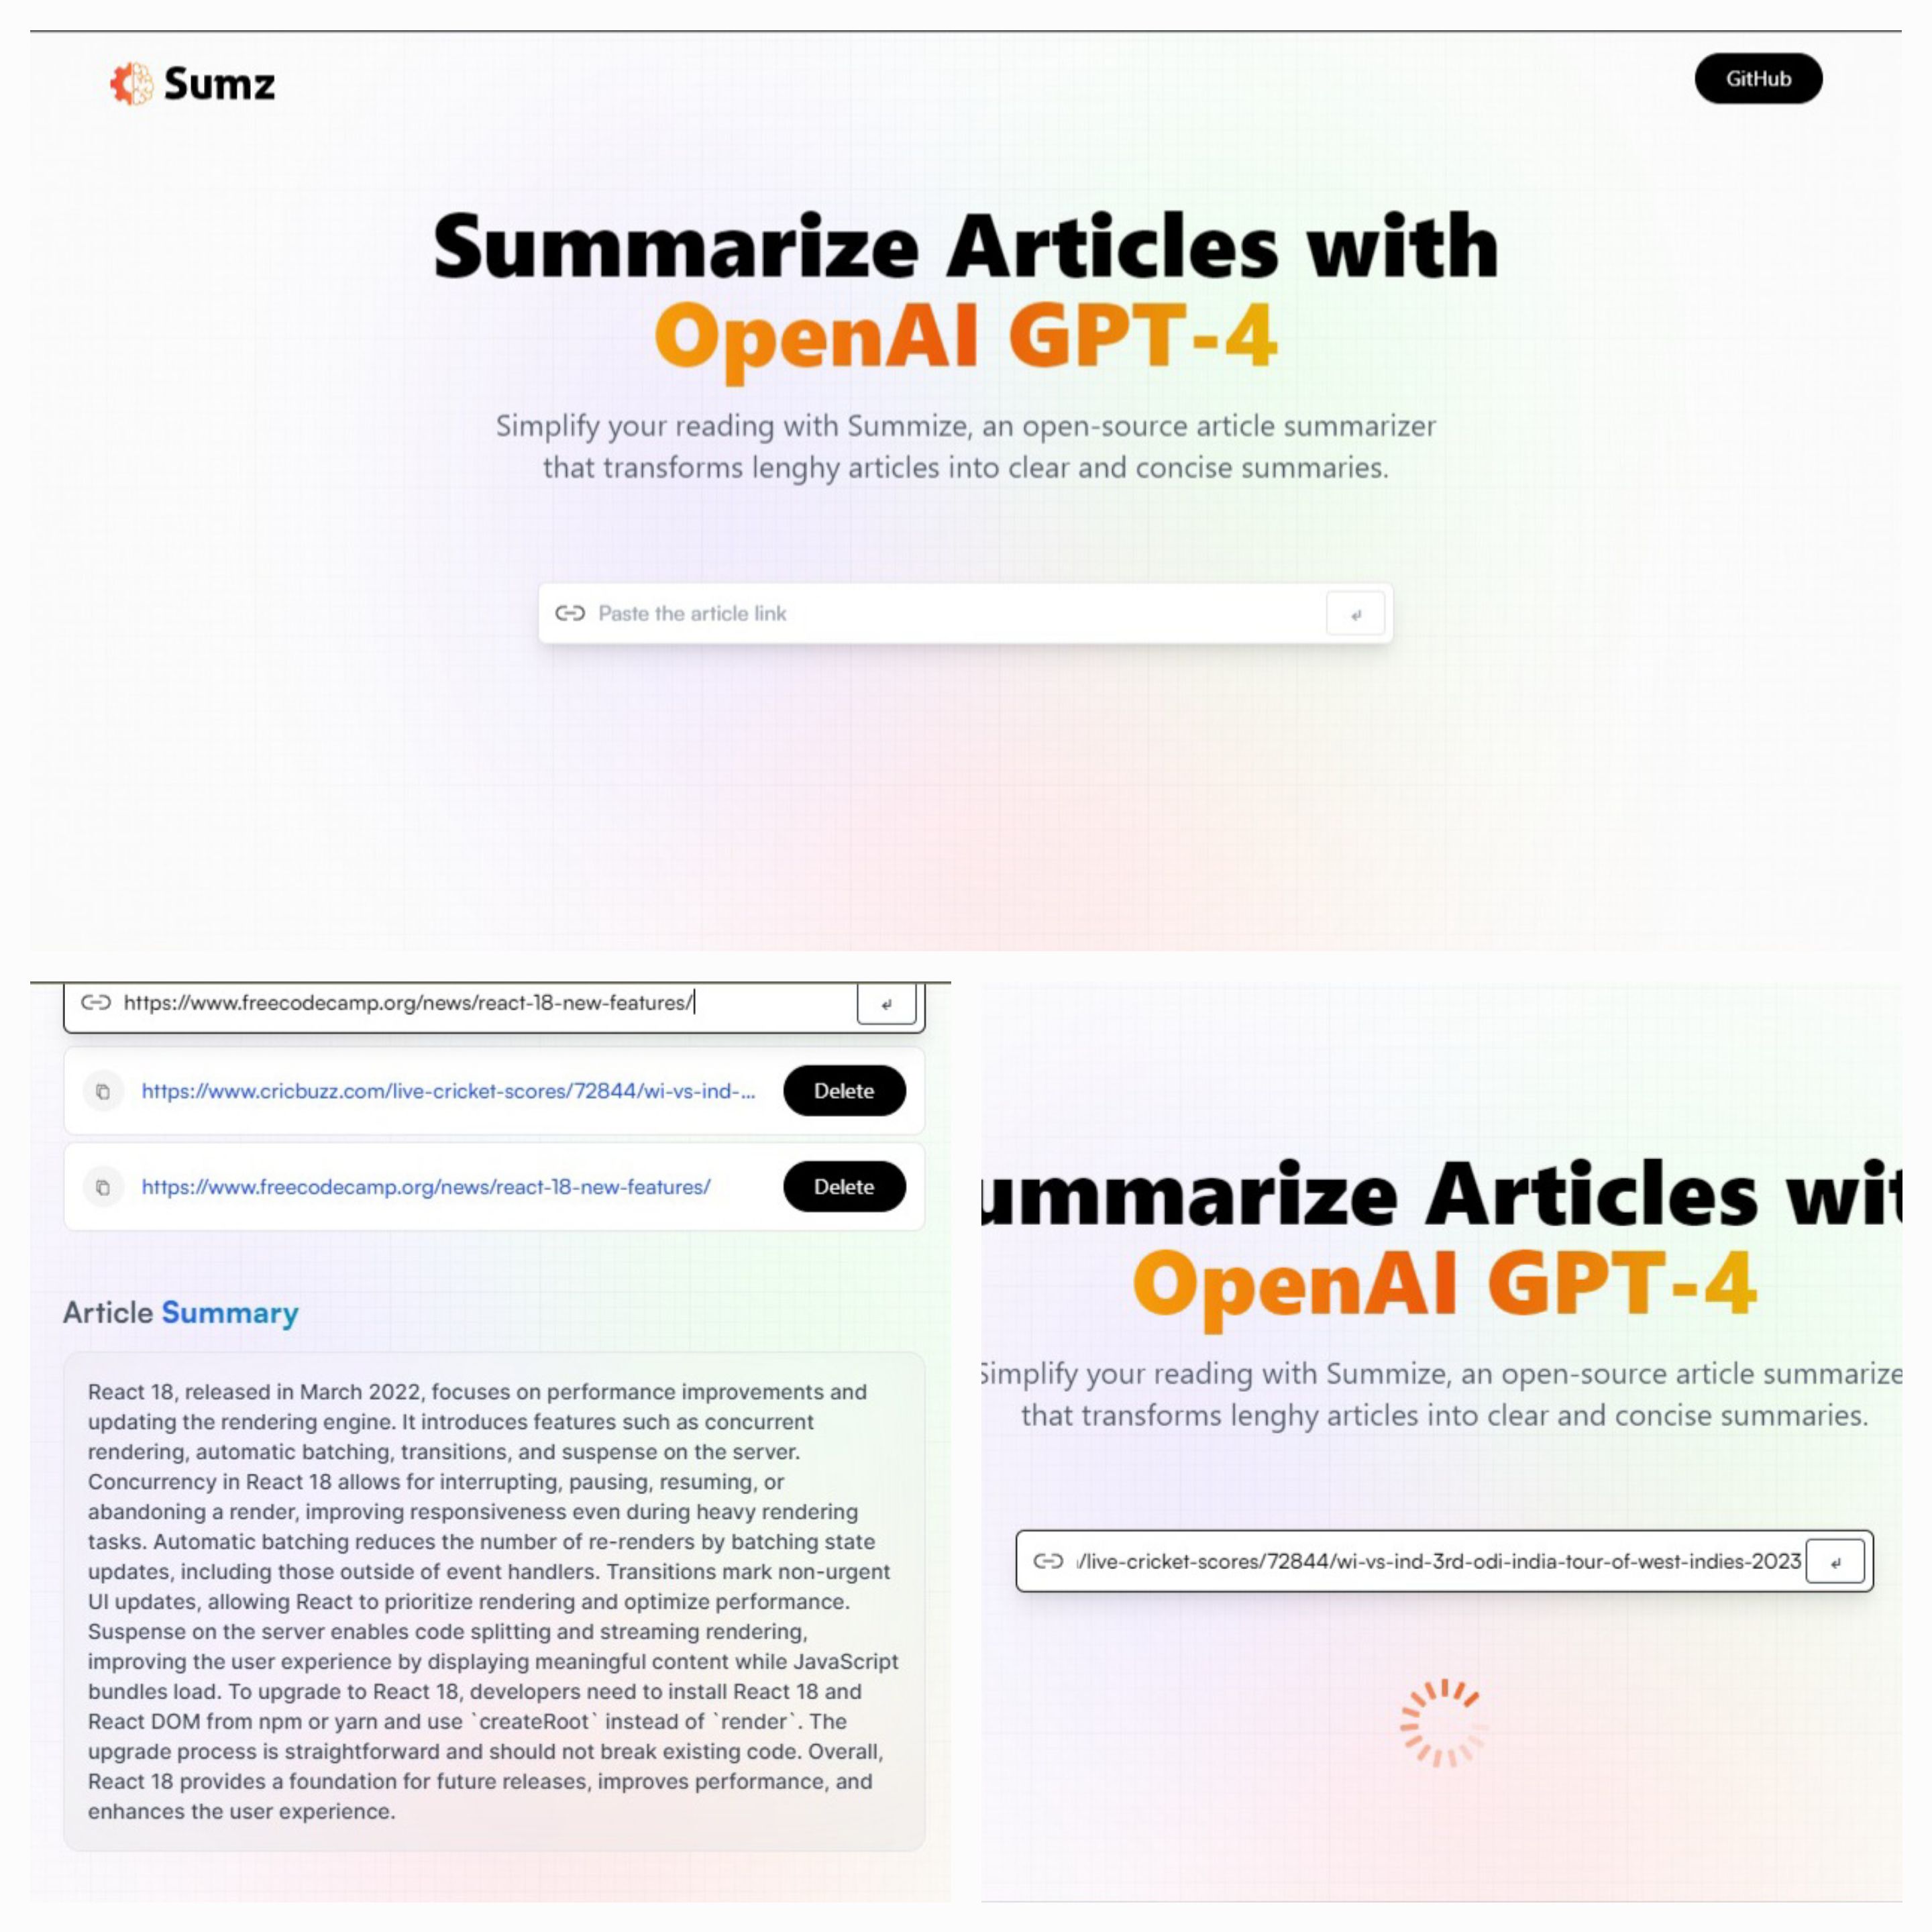 Sumz
GitHub
Summarize Articles with
OpenAI GPT-4
Simplify your reading with Summize, an open-source article summarizer
that transforms lenghy articles into clear and concise summaries.
Paste the article link
https://www.freecodecamp.org/news/react-18-new-features/
https://www.cricbuzz.com/live-cricket-scores/72844/wi-vs-ind-...
Delete
https://www.freecodecamp.org/news/react-18-new-features/
Delete
Article Summary
React 18, released in March 2022, focuses on performance improvements and
updating the rendering engine. It introduces features such as concurrent
rendering, automatic batching, transitions, and suspense on the server.
Concurrency in React 18 allows for interrupting, pausing, resuming, or
abandoning a render, improving responsiveness even during heavy rendering
tasks. Automatic batching reduces the number of re-renders by batching state
updates, including those outside of event handlers. Transitions mark non-urgent
UI updates, allowing React to prioritize rendering and optimize performance.
Suspense on the server enables code splitting and streaming rendering,
improving the user experience by displaying meaningful content while JavaScript
bundles load. To upgrade to React 18, developers need to install React 18 and
React DOM from npm or yarn and use `createRoot` instead of `render`. The
upgrade process is straightforward and should not break existing code. Overall,
React 18 provides a foundation for future releases, improves performance, and
enhances the user experience.
ummarize Articles wit
OpenAI GPT-4
Simplify your reading with Summize, an open-source article summarize
that transforms lenghy articles into clear and concise summaries.
/live-cricket-scores/72844/wi-vs-ind-3rd-odi-india-tour-of-west-indies-2023